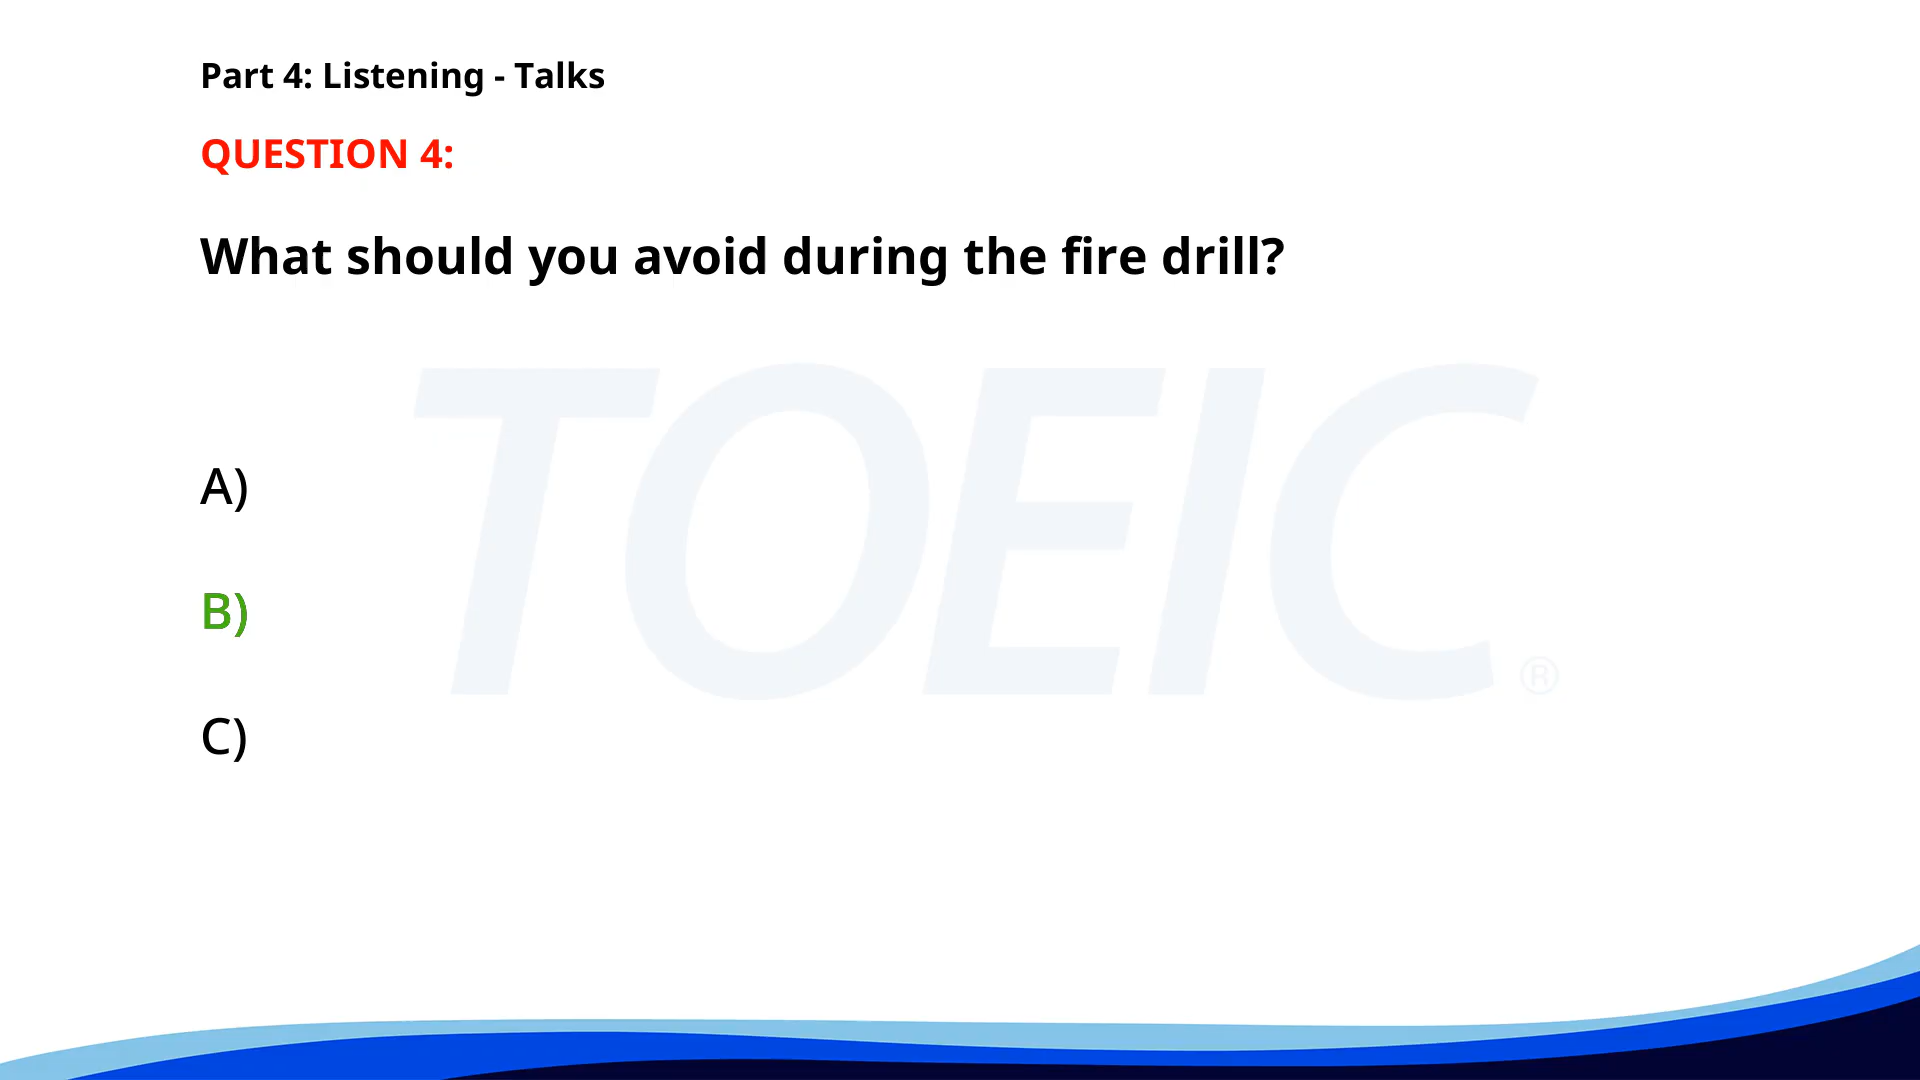 Part 4: Listening - Talks
QUESTION 4:
What should you avoid during the fire drill?
TOEIC®
A)
B)
C)